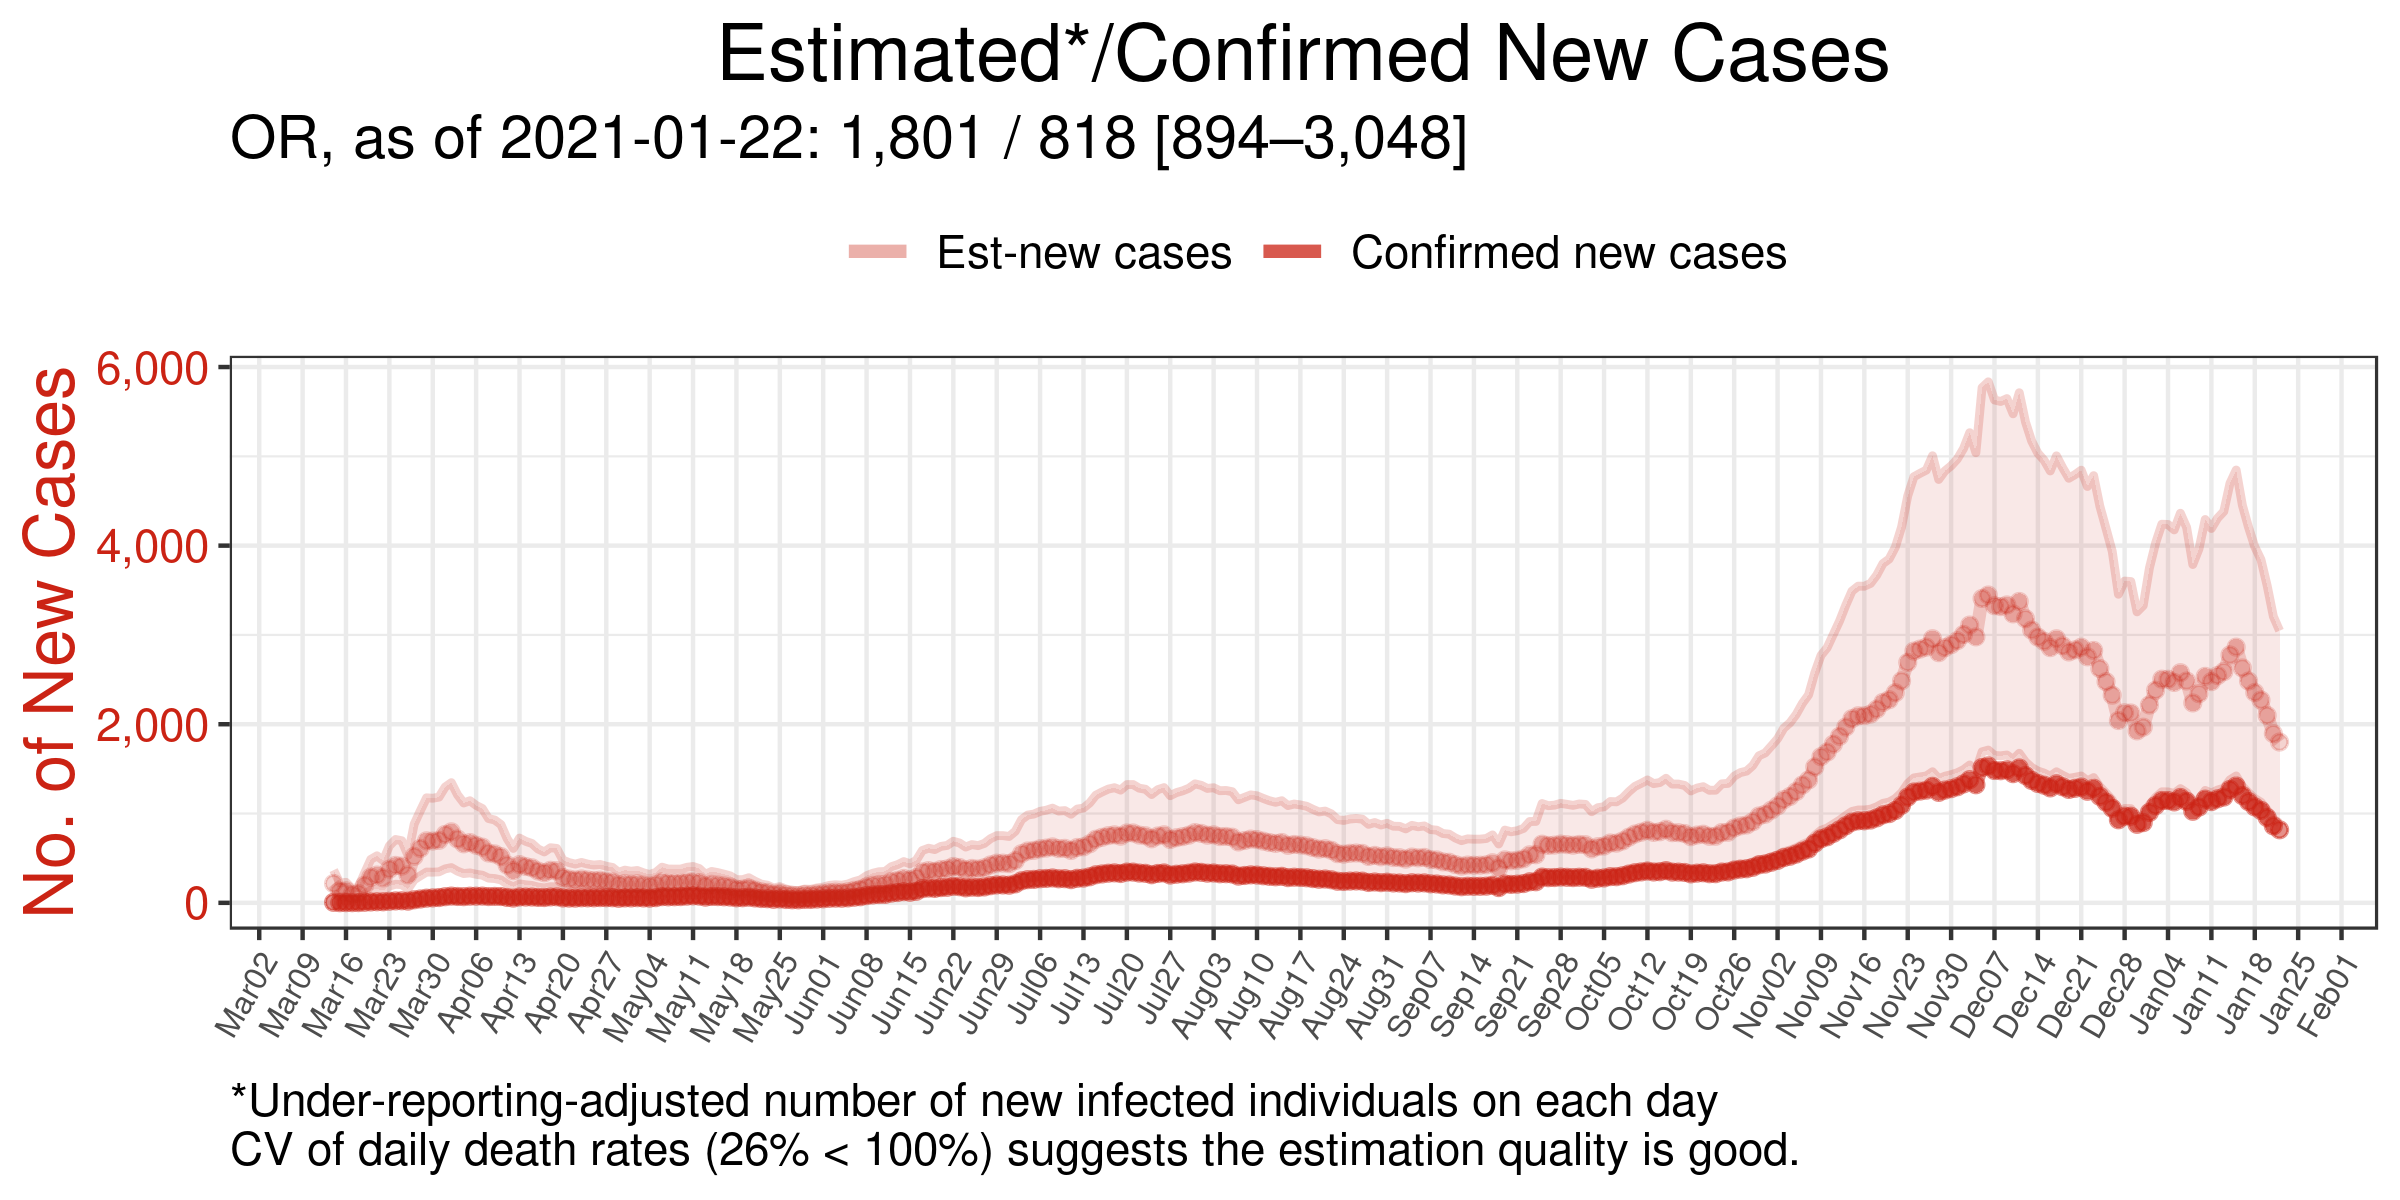 Estimated*/Confirmed New Cases
OR, as of 2021-01-22: 1,801 / 818 [894–3,048]
Est-new cases Confirmed new cases
No. of New Cases
6,000
4,000
2,000
0
Mar02 Mar09 Mar16 Mar23 Mar30 Apr06 Apr13 Apr20 Apr27 May04 May11 May18 May25 Jun01 Jun08 Jun15 Jun22 Jun29 Jul06 Jul13 Jul20 Jul27 Aug03 Aug10 Aug17 Aug24 Aug31 Sep07 Sep14 Sep21 Sep28 Oct05 Oct12 Oct19 Oct26 Nov02 Nov09 Nov16 Nov23 Nov30 Dec07 Dec14 Dec21 Dec28 Jan04 Jan11 Jan18 Jan25 Feb01
*Under-reporting-adjusted number of new infected individuals on each day
CV of daily death rates (26% < 100%) suggests the estimation quality is good.